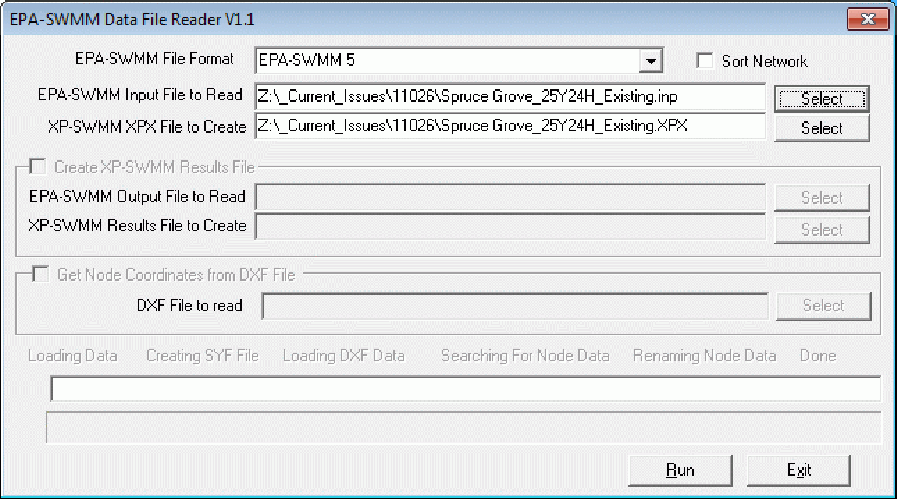 EPA-SWMM Data File Reader V1.1
EPA-SWMM File Format EPA-SWMM 5 Sort Network
EPA-SWMM Input File to Read Z:\_Current_Issues\11026\Spruce Grove_25Y24H_Existing.inp Select
XP-SWMM XPX File to Create Z:\_Current_Issues\11026\Spruce Grove_25Y24H_Existing.XPX Select
Create XP-SWMM Results File
EPA-SWMM Output File to Read Select
XP-SWMM Results File to Create Select
Get Node Coordinates from DXF File
DXF File to read Select
Loading Data Creating SYF File Loading DXF Data Searching For Node Data Renaming Node Data Done
Run Exit